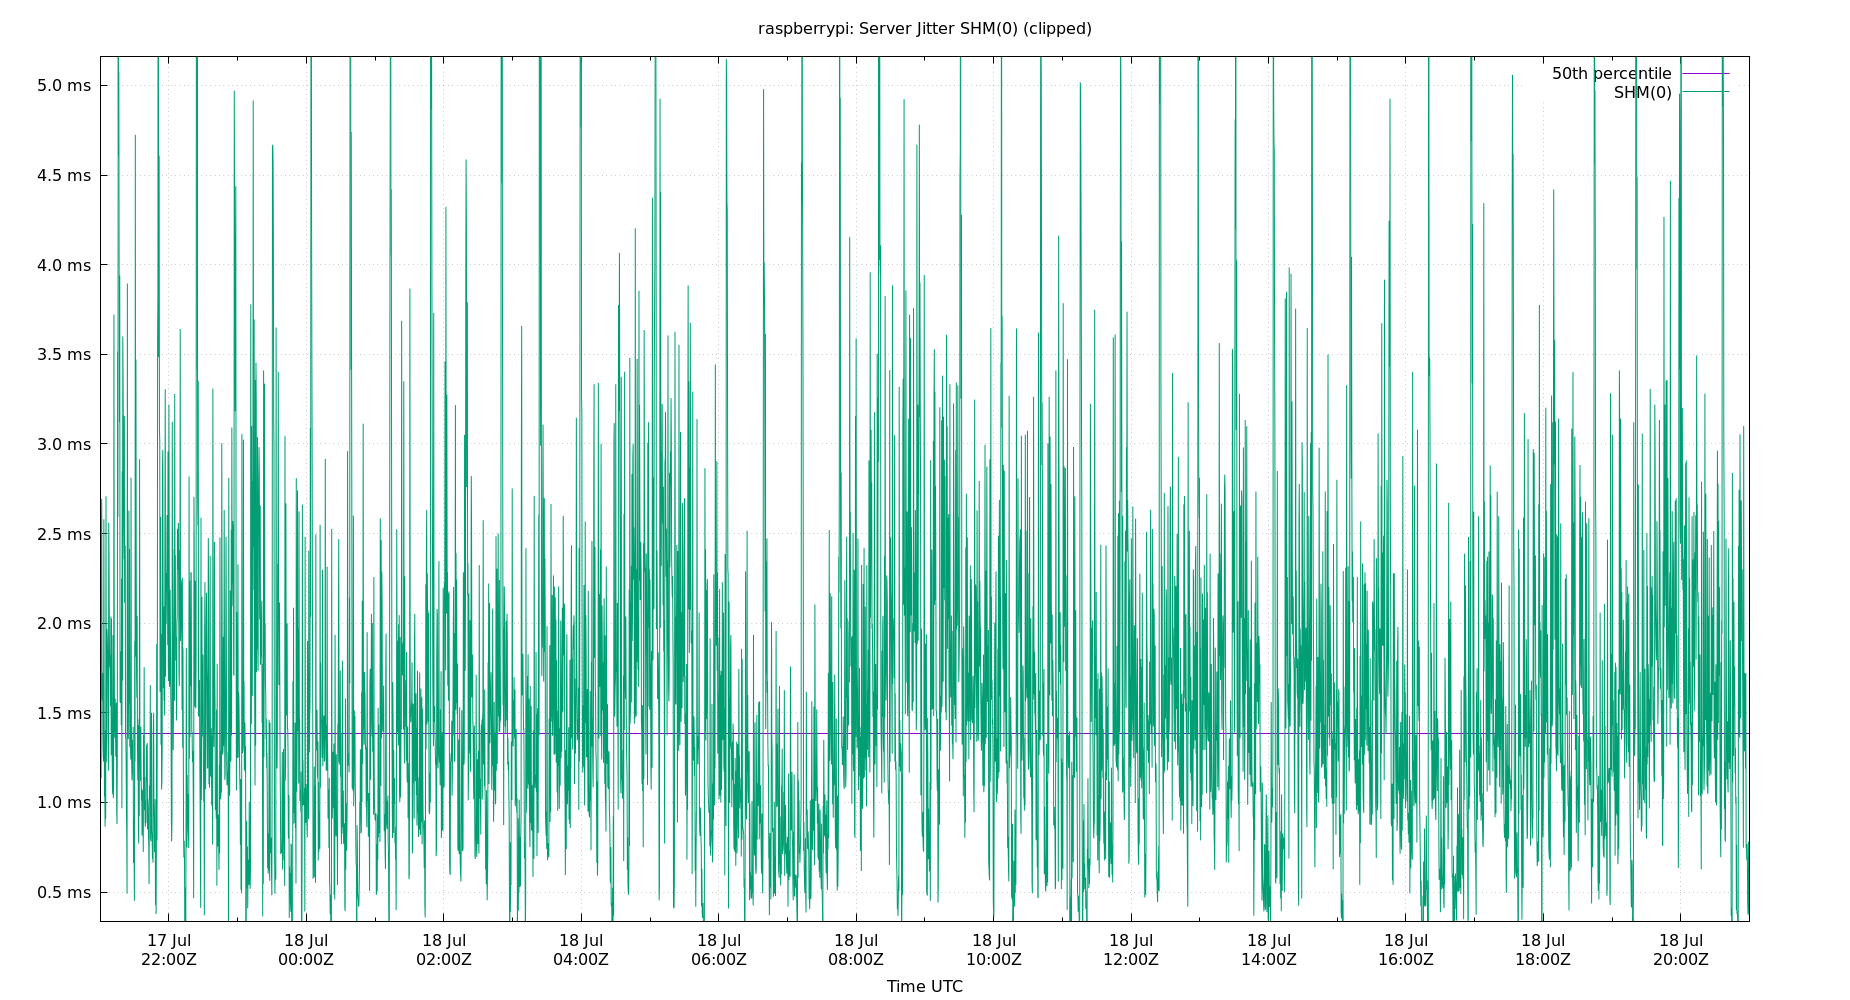 raspberrypi: Server Jitter SHM(0) (clipped)
50th percentile
SHM(0)
5.0 ms
4.5 ms
4.0 ms
3.5 ms
3.0 ms
2.5 ms
2.0 ms
1.5 ms
1.0 ms
0.5 ms
17 Jul 18 Jul 18 Jul 18 Jul 18 Jul 18 Jul 18 Jul 18 Jul 18 Jul 18 Jul 18 Jul 18 Jul
22:00Z 00:00Z 02:00Z 04:00Z 06:00Z 08:00Z 10:00Z 12:00Z 14:00Z 16:00Z 18:00Z 20:00Z
Time UTC